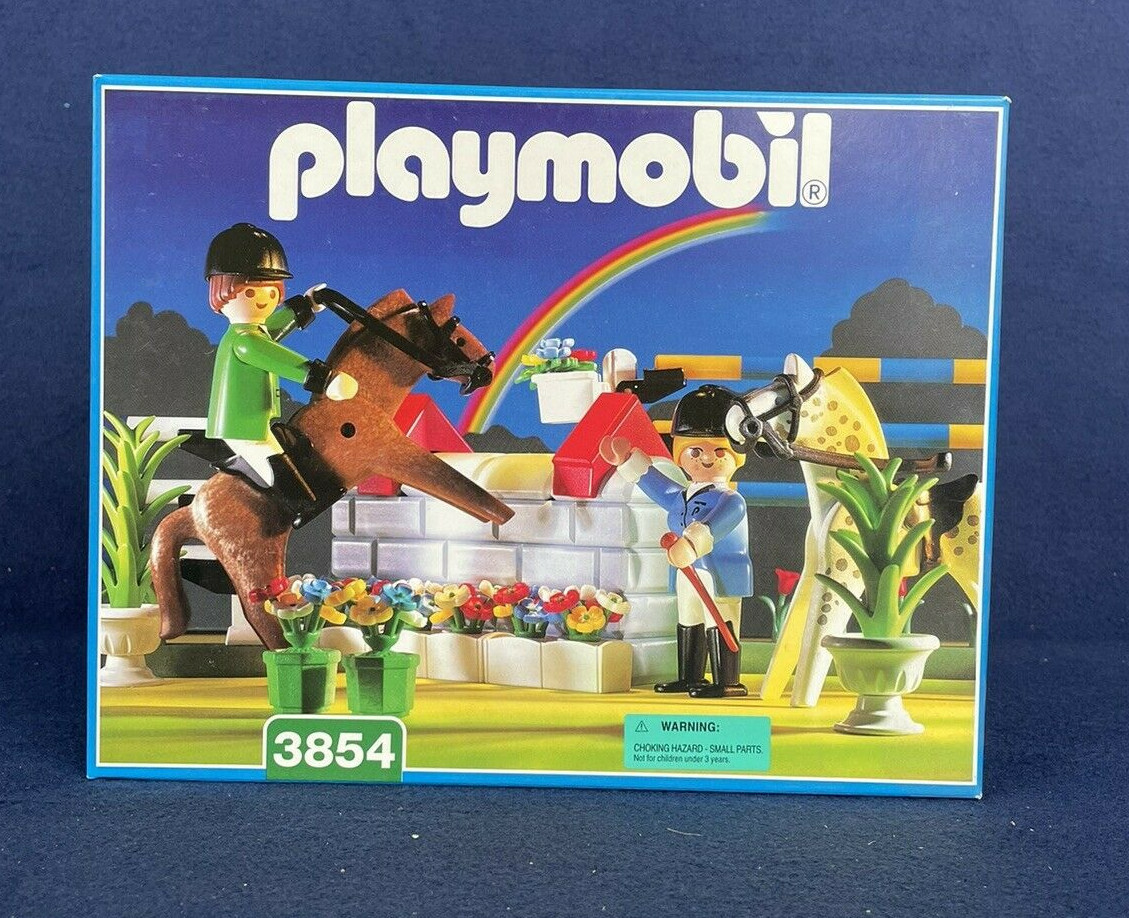 playmobil®
3854
⚠ WARNING:
CHOKING HAZARD - SMALL PARTS.
Not for children under 3 years.